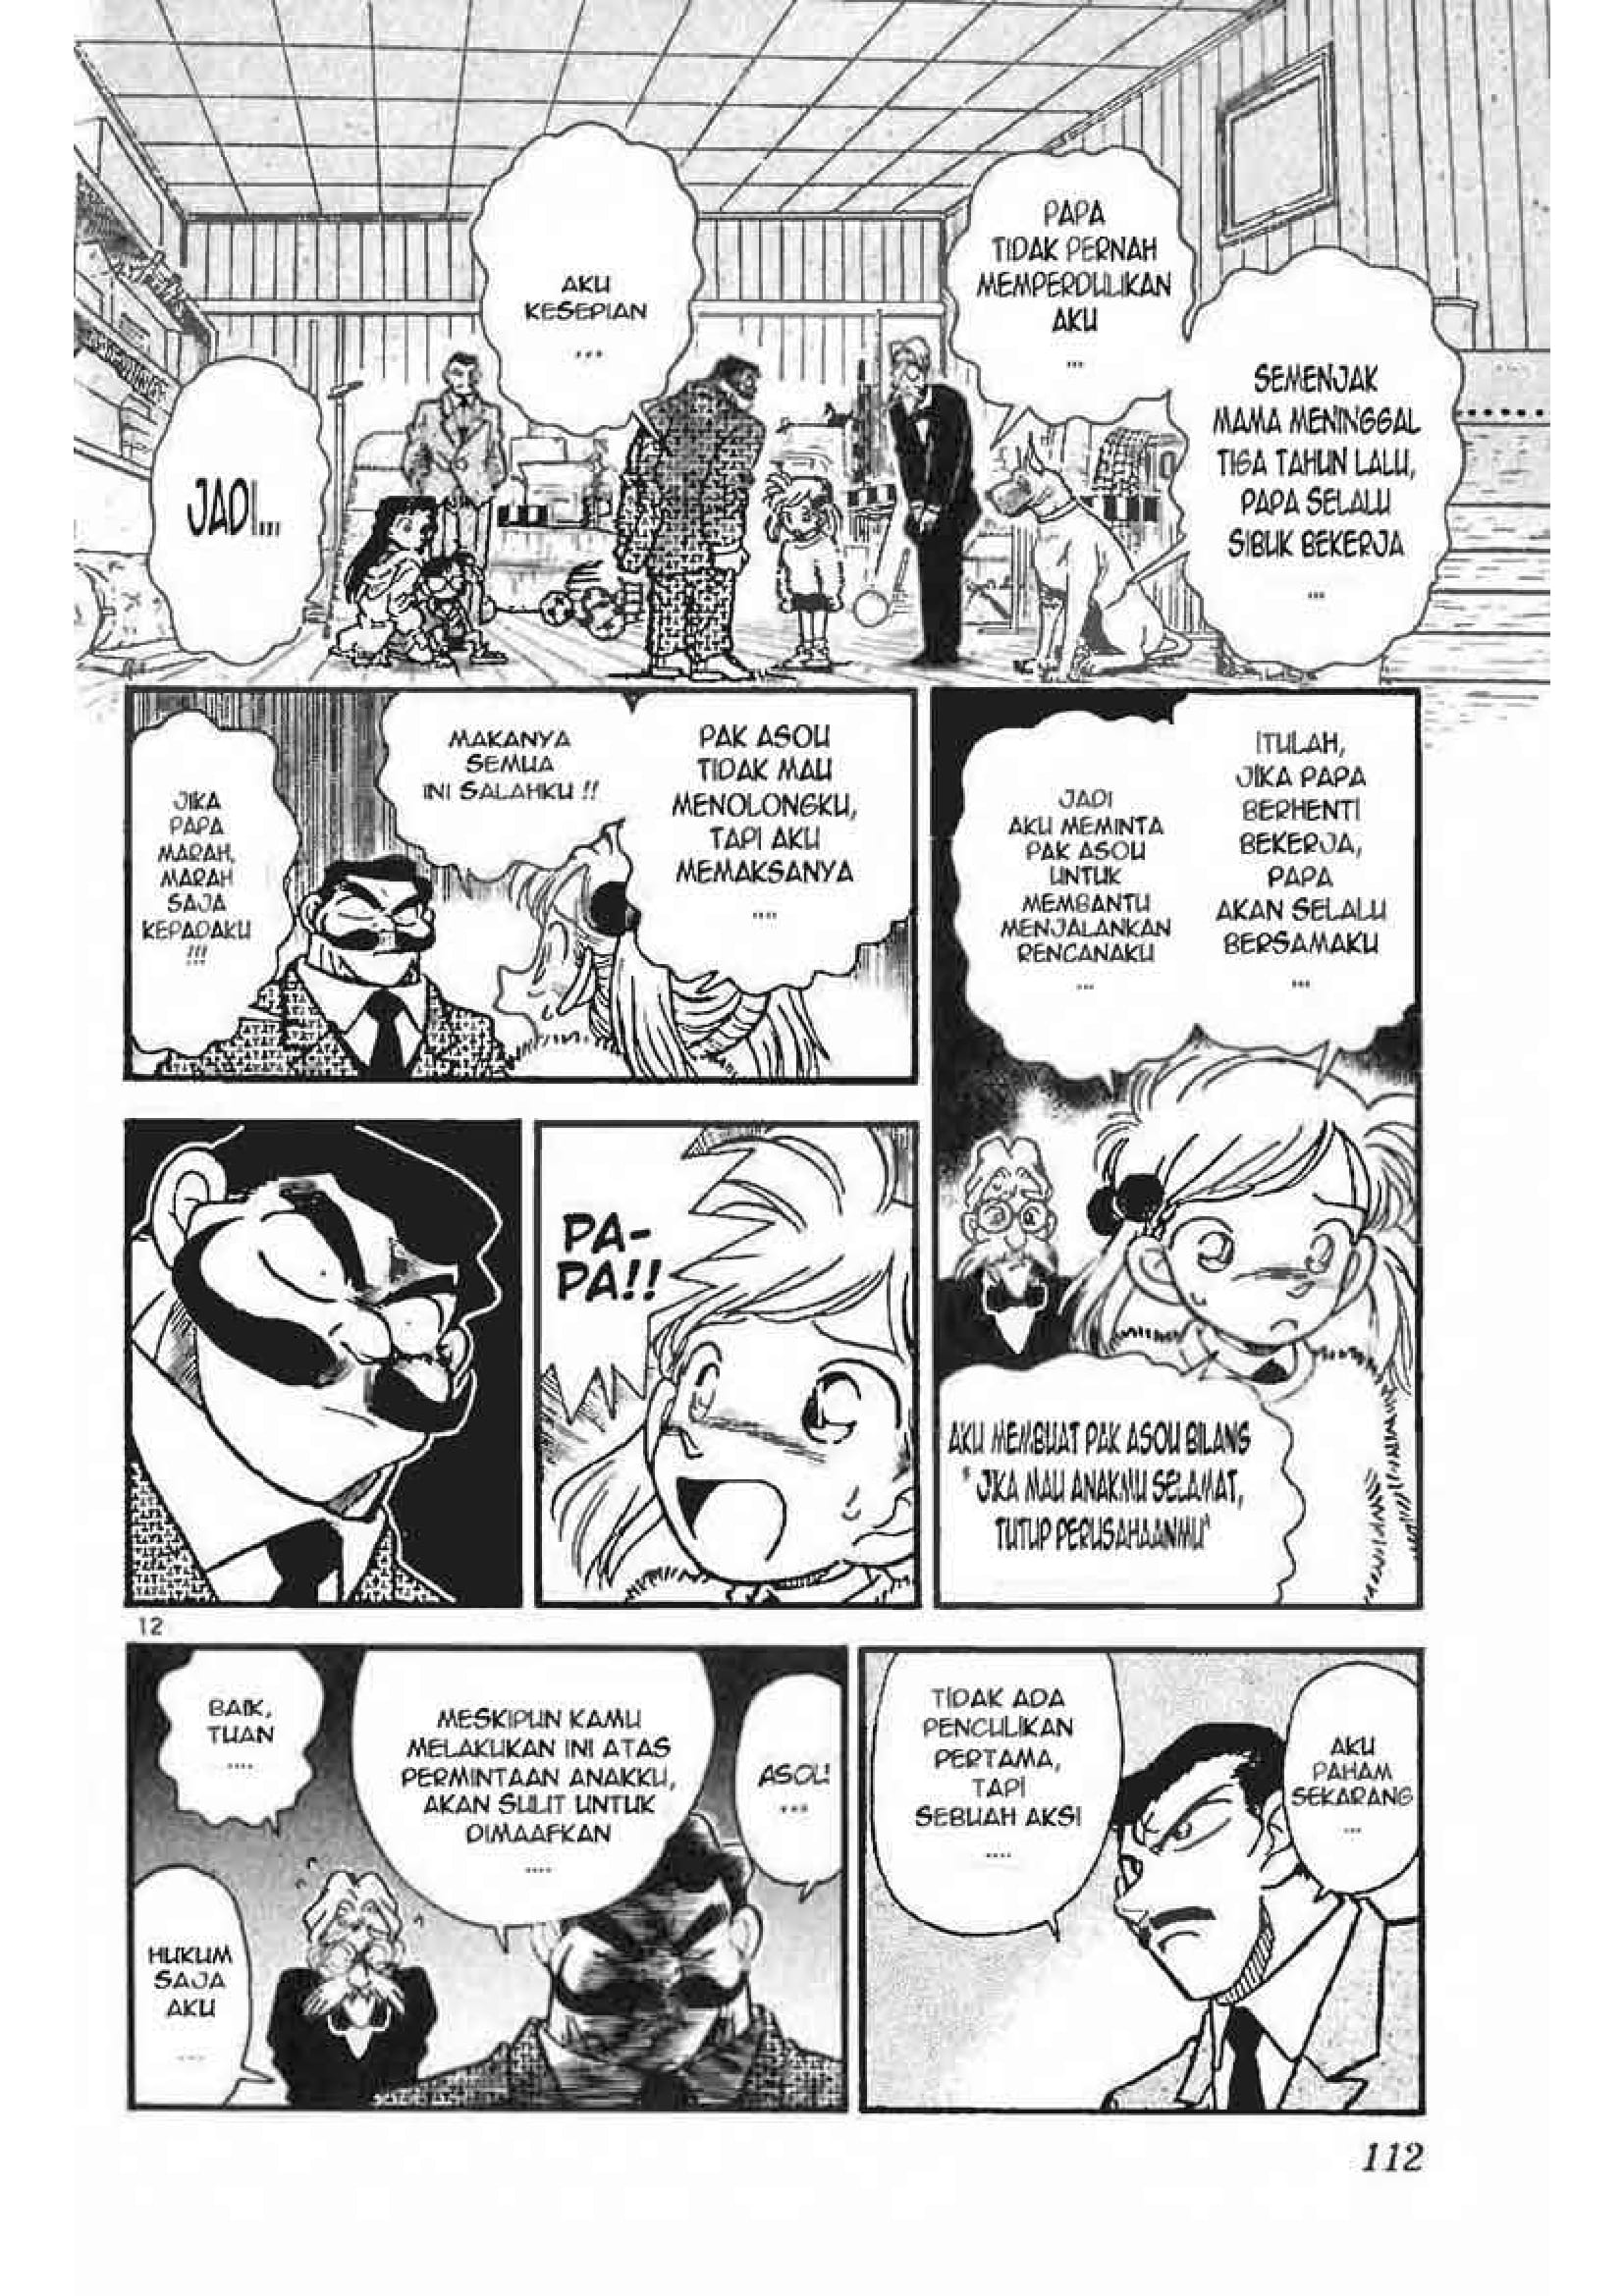 SEMENJAK
MAMA MENINGGAL
TIGA TAHUN LALU,
PAPA SELALU
SIBUK BEKERJA
...
PAPA
TIDAK PERNAH
MEMPERDULIKAN
AKU
...
AKU
KESEPIAN
...
JADI...
ITULAH,
JIKA PAPA
BERHENTI
BEKERJA,
PAPA
AKAN SELALU
BERSAMAKU
...
JADI
AKU MEMINTA
PAK ASOU
UNTUK
MEMBANTU
MENJALANKAN
RENCANAKU
...
AKU MEMBUAT PAK ASOU BILANG
" JIKA MAU ANAKMU SELAMAT,
TUTUP PERUSAHAANMU"
PAK ASOU
TIDAK MAU
MENOLONGKU,
TAPI AKU
MEMAKSANYA
....
MAKANYA
SEMUA
INI SALAHKU !!
JIKA
PAPA
MARAH,
MARAH
SAJA
KEPADAKU
!!!
PA-
PA!!
12
AKU
PAHAM
SEKARANG
...
TIDAK ADA
PENCULIKAN
PERTAMA,
TAPI
SEBUAH AKSI
....
ASOU
...
MESKIPUN KAMU
MELAKUKAN INI ATAS
PERMINTAAN ANAKKU,
AKAN SULIT UNTUK
DIMAAFKAN
....
BAIK,
TUAN
....
HUKUM
SAJA
AKU
....
112